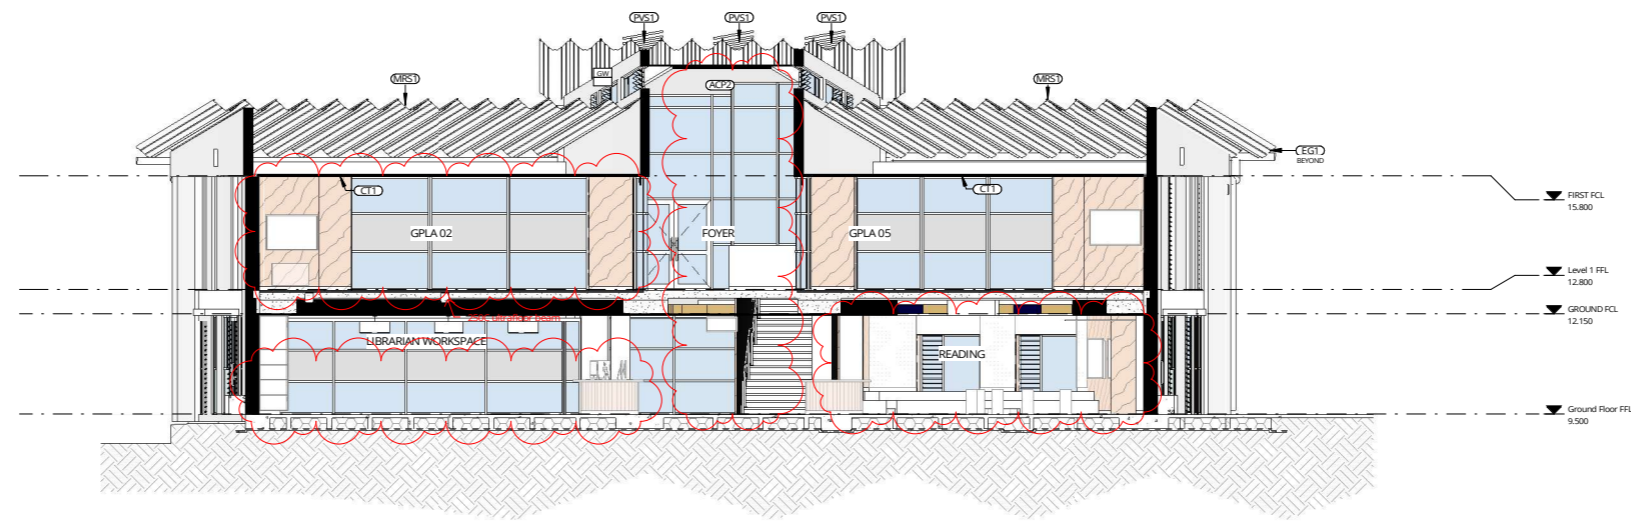 PVS1
PVS1
PVS1
GW
MRS1
ACP2
MRS1
EG1
BEYOND
CT1
CT1
FIRST FCL
15.800
GPLA 02
FOYER
GPLA 05
Level 1 FFL
12.800
GROUND FCL
12.150
LIBRARIAN WORKSPACE
READING
Ground Floor FFL
9.500